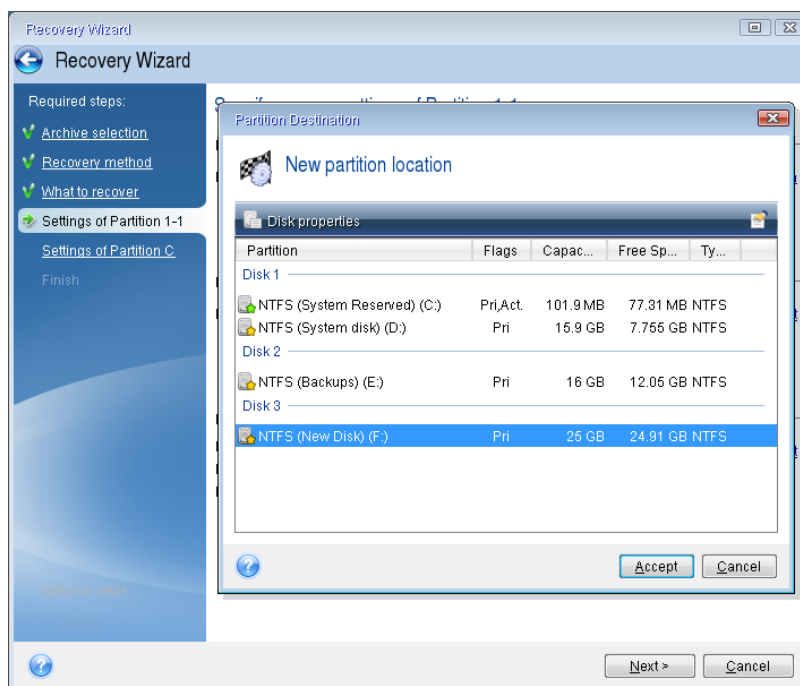 Recovery Wizard
Recovery Wizard
Required steps:
Archive selection
Recovery method
What to recover
Settings of Partition 1-1
Settings of Partition C
Finish
Partition Destination
New partition location
Disk properties
Partition Flags Capac... Free Sp... Ty...
Disk 1
NTFS (System Reserved) (C:) Pri,Act. 101.9 MB 77.31 MB NTFS
NTFS (System disk) (D:) Pri 15.9 GB 7.755 GB NTFS
Disk 2
NTFS (Backups) (E:) Pri 16 GB 12.05 GB NTFS
Disk 3
NTFS (New Disk) (F:) Pri 25 GB 24.91 GB NTFS
Accept Cancel
Next > Cancel